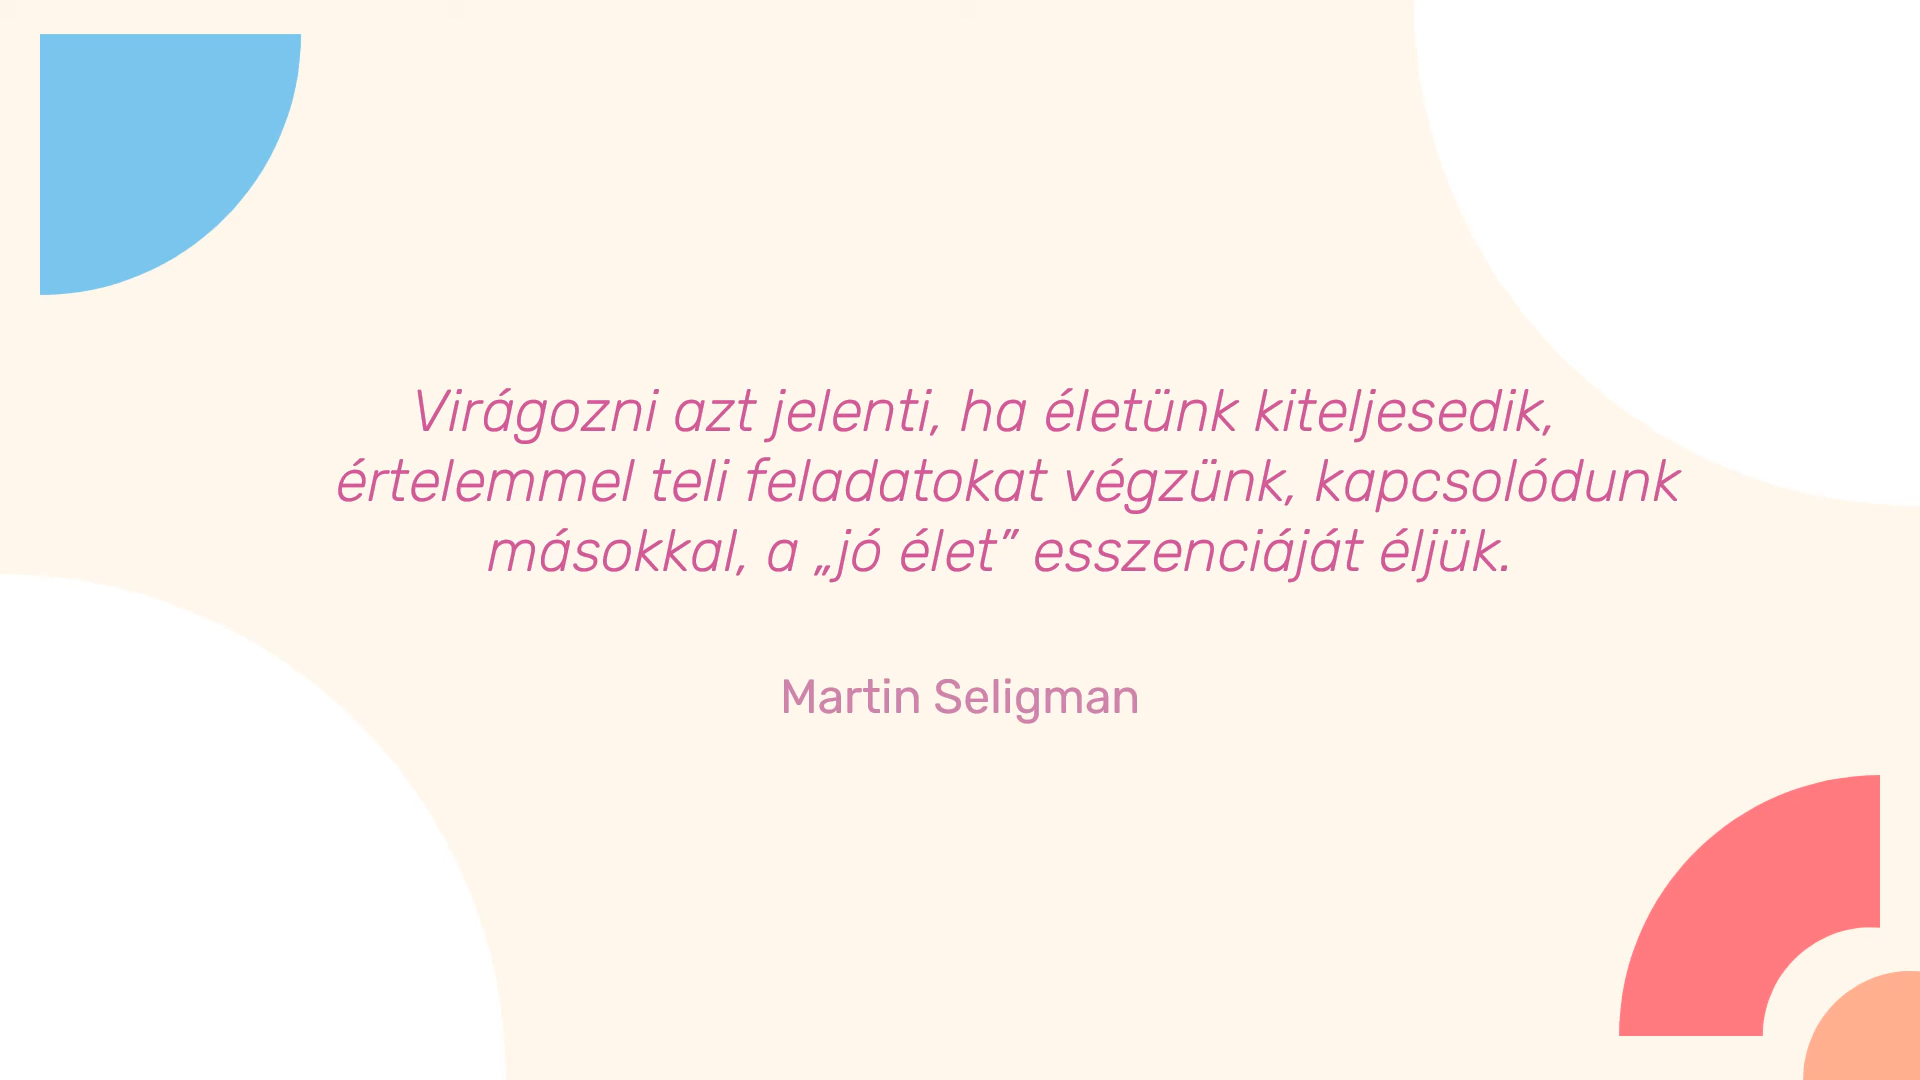 Virágozni azt jelenti, ha életünk kiteljesedik,
értelemmel teli feladatokat végzünk, kapcsolódunk
másokkal, a „jó élet” esszenciáját éljük.
Martin Seligman